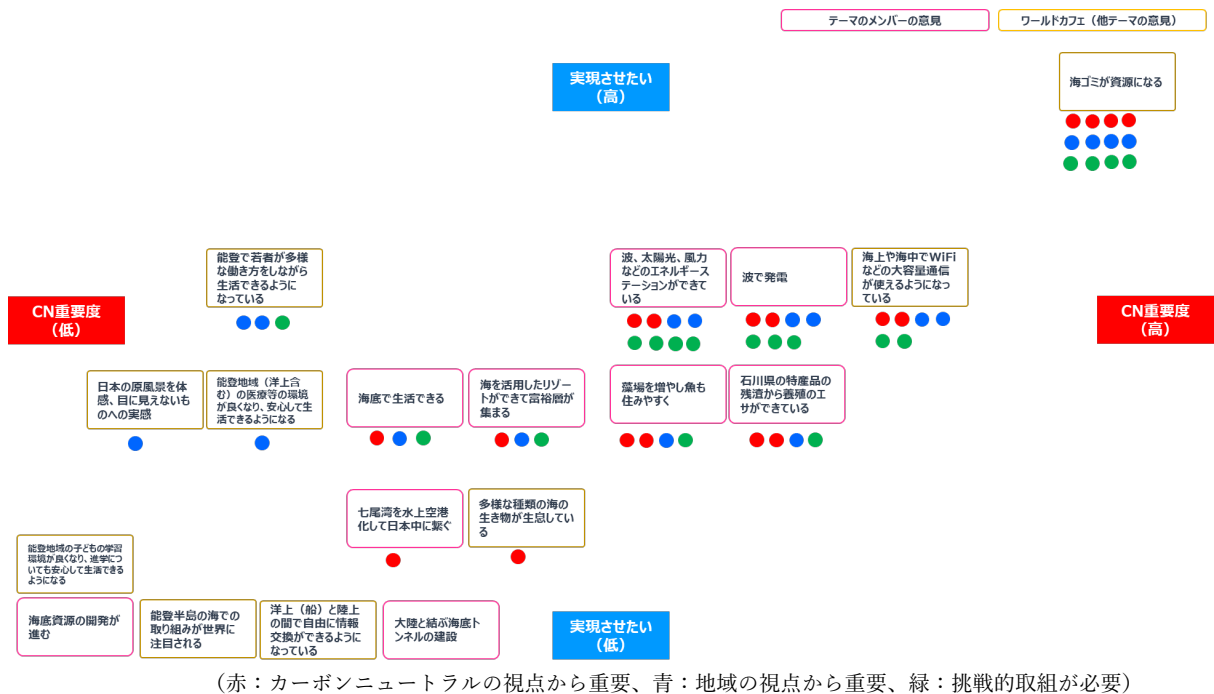 テーマのメンバーの意見
ワールドカフェ（他テーマの意見）
実現させたい
（高）
海ゴミが資源になる
能登で若者が多様
な働き方をしながら
生活できるように
なっている
波、太陽光、風力
などのエネルギース
テーションができて
いる
波で発電
海上や海中でWiFi
などの大容量通信
が使えるようになっ
ている
CN重要度
（低）
CN重要度
（高）
日本の原風景を体
感、目に見えないも
のへの実感
能登地域（洋上含
む）の医療等の環境
が良くなり、安心して生
活できるようになる
海底で生活できる
海を活用したリゾー
トができて富裕層が
集まる
藻場を増やし魚も
住みやすく
石川県の特産品の
残渣から養殖のエ
サができている
七尾湾を水上空港
化して日本中に繋ぐ
多様な種類の海の
生き物が生息してい
る
能登地域の子どもの学習
環境が良くなり、進学につ
いても安心して生活できる
ようになる
海底資源の開発が
進む
能登半島の海での
取り組みが世界に
注目される
洋上（船）と陸上
の間で自由に情報
交換ができるように
なっている
大陸と結ぶ海底ト
ンネルの建設
実現させたい
（低）
（赤：カーボンニュートラルの視点から重要、青：地域の視点から重要、緑：挑戦的取組が必要）